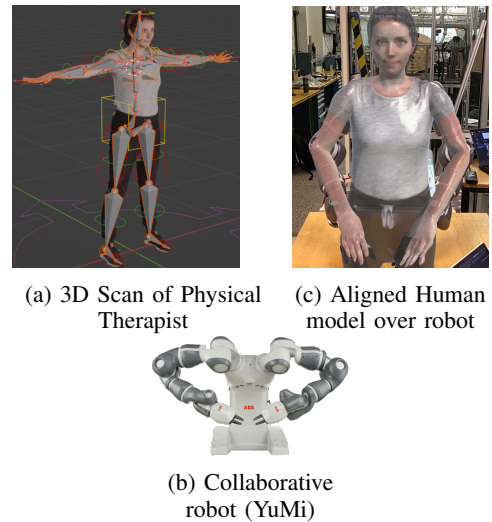 (a) 3D Scan of Physical
Therapist
(c) Aligned Human
model over robot
ABB
(b) Collaborative
robot (YuMi)